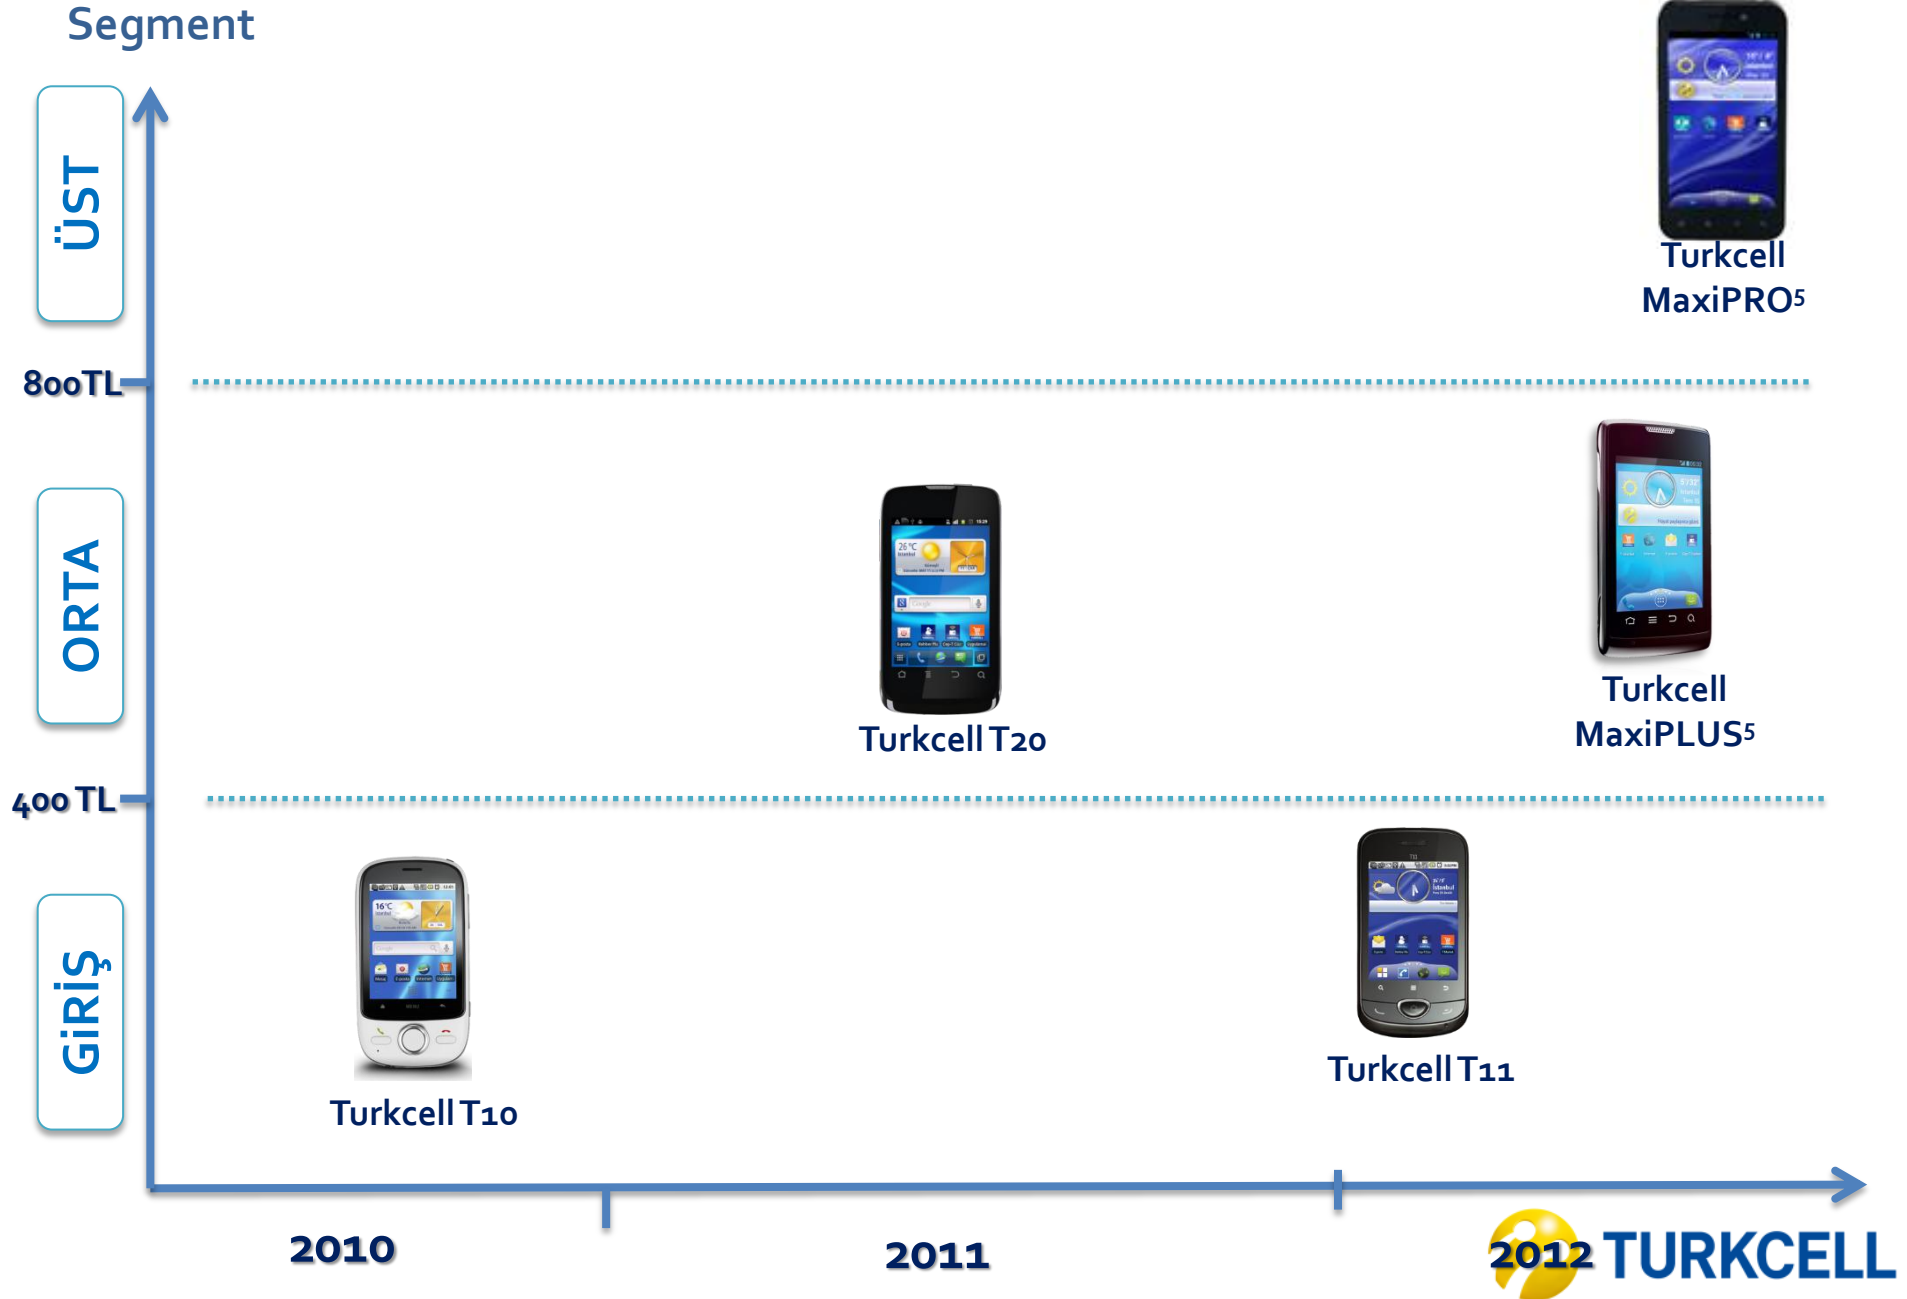 Segment
ÜST
Turkcell
MaxiPRO5
800TL
ORTA
Turkcell T20
Turkcell
MaxiPLUS5
400 TL
GİRİŞ
Turkcell T10
Turkcell T11
2010
2011
2012
TURKCELL